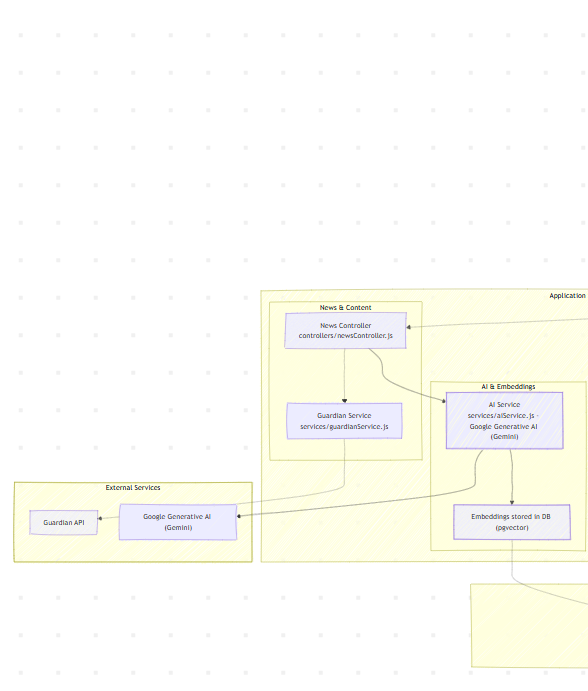 Application
News & Content
News Controller
controllers/newsController.js
Guardian Service
services/guardianService.js
AI & Embeddings
AI Service
services/aiService.js -
Google Generative AI
(Gemini)
Embeddings stored in DB
(pgvector)
External Services
Guardian API
Google Generative AI
(Gemini)